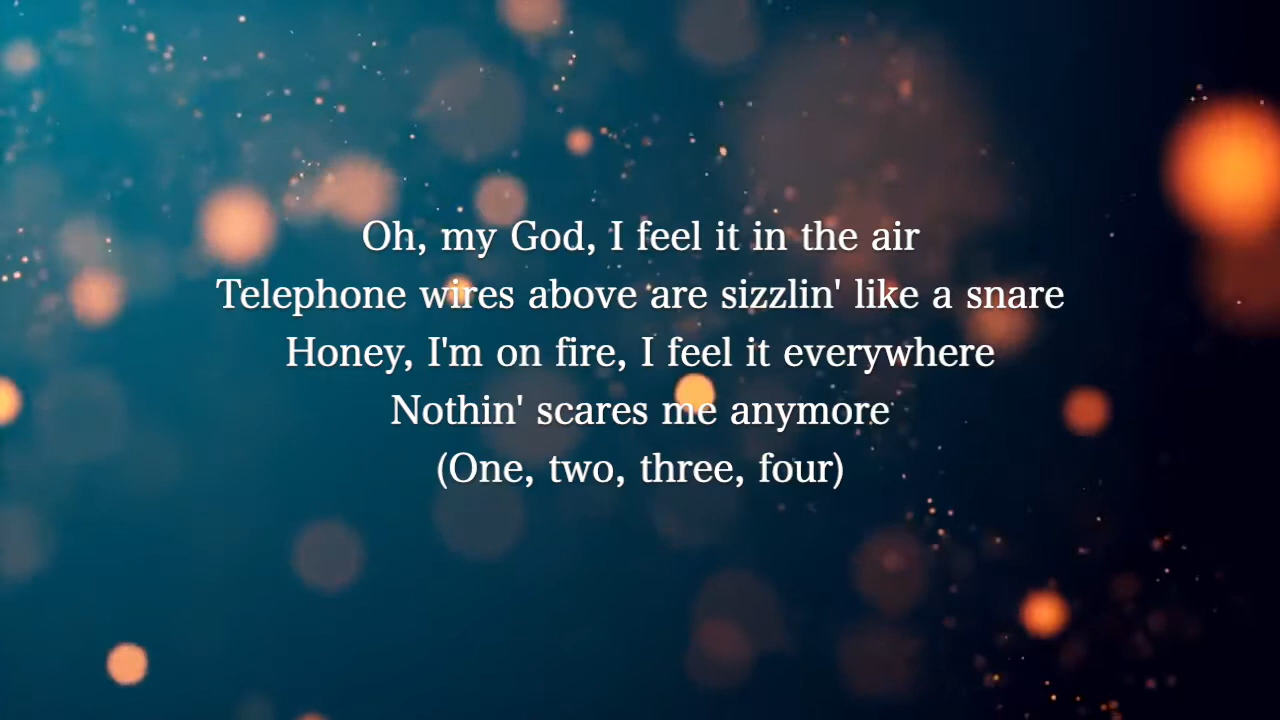 Oh, my God, I feel it in the air
Telephone wires above are sizzlin' like a snare
Honey, I'm on fire, I feel it everywhere
Nothin' scares me anymore
(One, two, three, four)